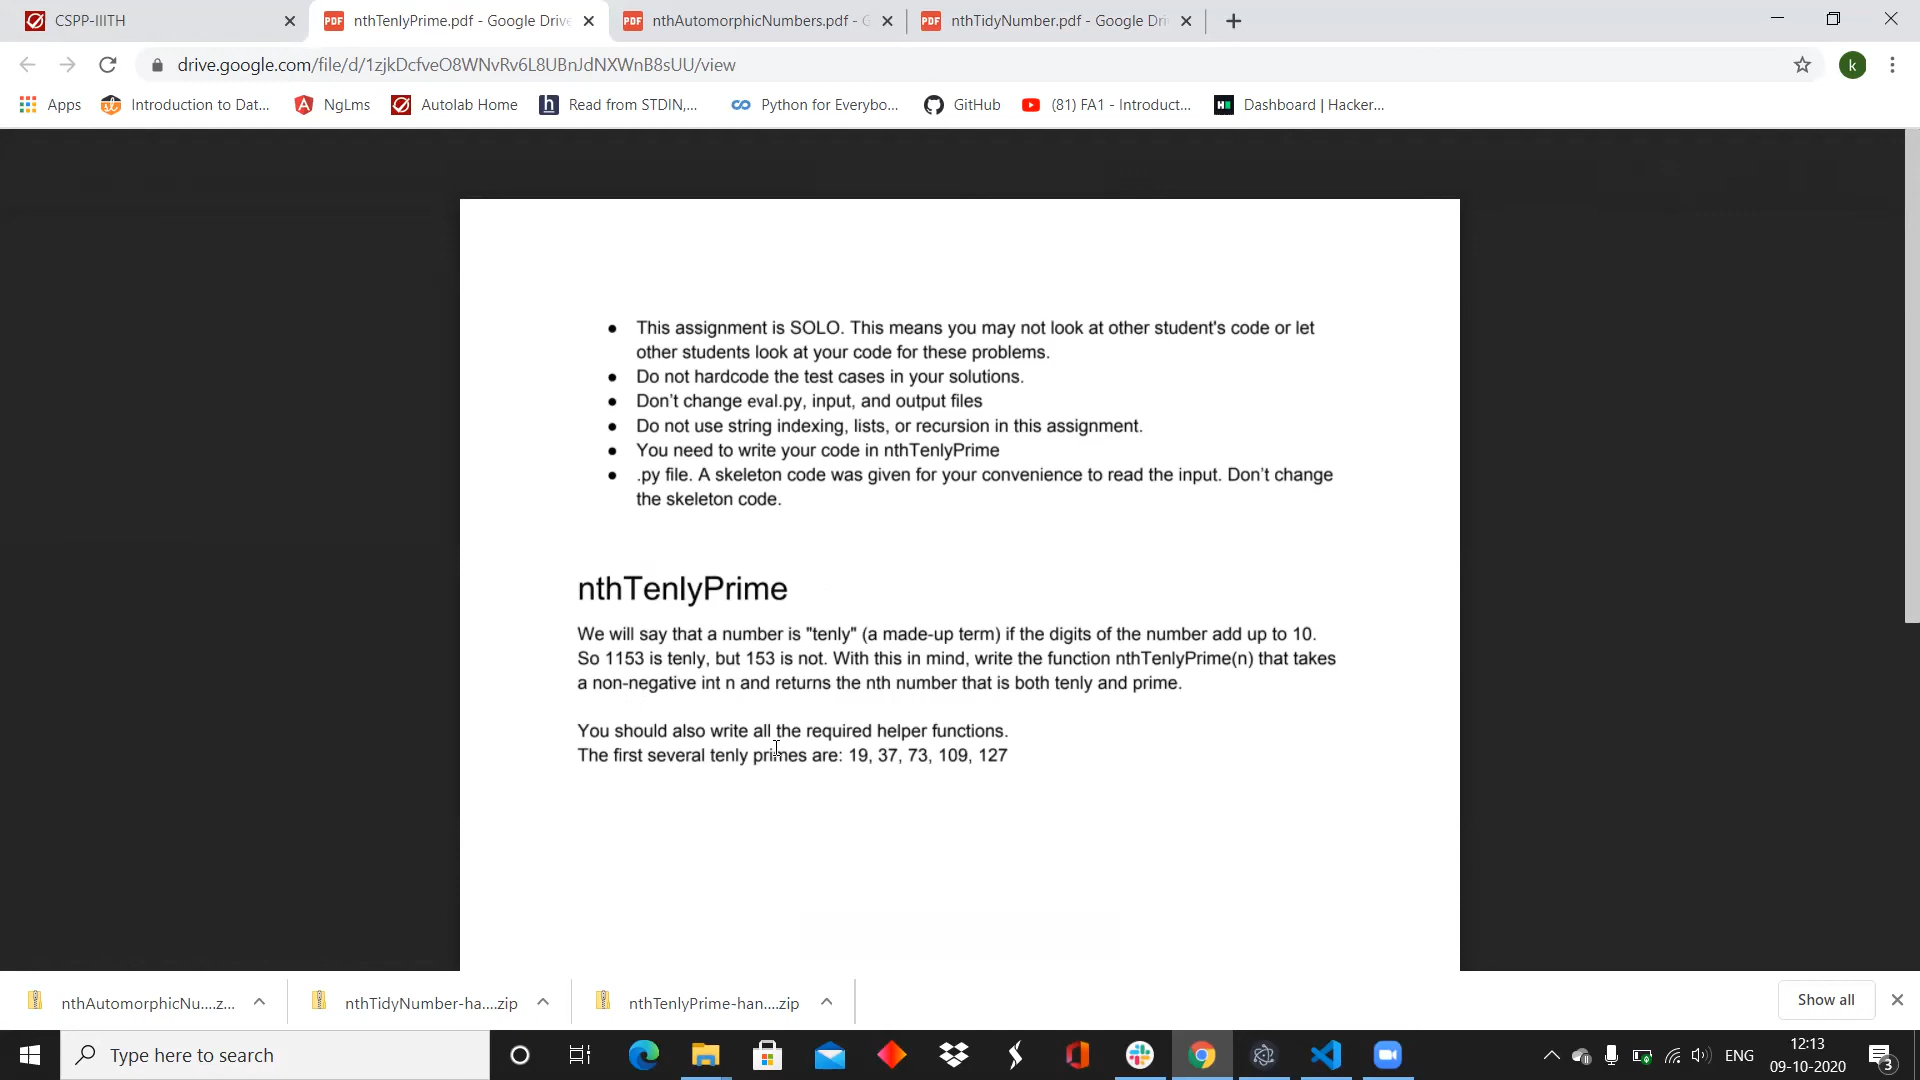 CSPP-IIITH
nthTenlyPrime.pdf - Google Drive
nthAutomorphicNumbers.pdf - G
nthTidyNumber.pdf - Google Dri
drive.google.com/file/d/1zjkDcfveO8WNvRv6L8UBnJdNXWnB8sUU/view
k
Apps
Introduction to Dat...
NgLms
Autolab Home
Read from STDIN,...
Python for Everybo...
GitHub
(81) FA1 - Introduct...
Dashboard | Hacker...
● This assignment is SOLO. This means you may not look at other student's code or let
other students look at your code for these problems.
● Do not hardcode the test cases in your solutions.
● Don't change eval.py, input, and output files
● Do not use string indexing, lists, or recursion in this assignment.
● You need to write your code in nthTenlyPrime
● .py file. A skeleton code was given for your convenience to read the input. Don't change
the skeleton code.
nthTenlyPrime
We will say that a number is "tenly" (a made-up term) if the digits of the number add up to 10.
So 1153 is tenly, but 153 is not. With this in mind, write the function nthTenlyPrime(n) that takes
a non-negative int n and returns the nth number that is both tenly and prime.
You should also write all the required helper functions.
The first several tenly primes are: 19, 37, 73, 109, 127
nthAutomorphicNu....z...
nthTidyNumber-ha....zip
nthTenlyPrime-han....zip
Show all
Type here to search
ENG
12:13
09-10-2020
3